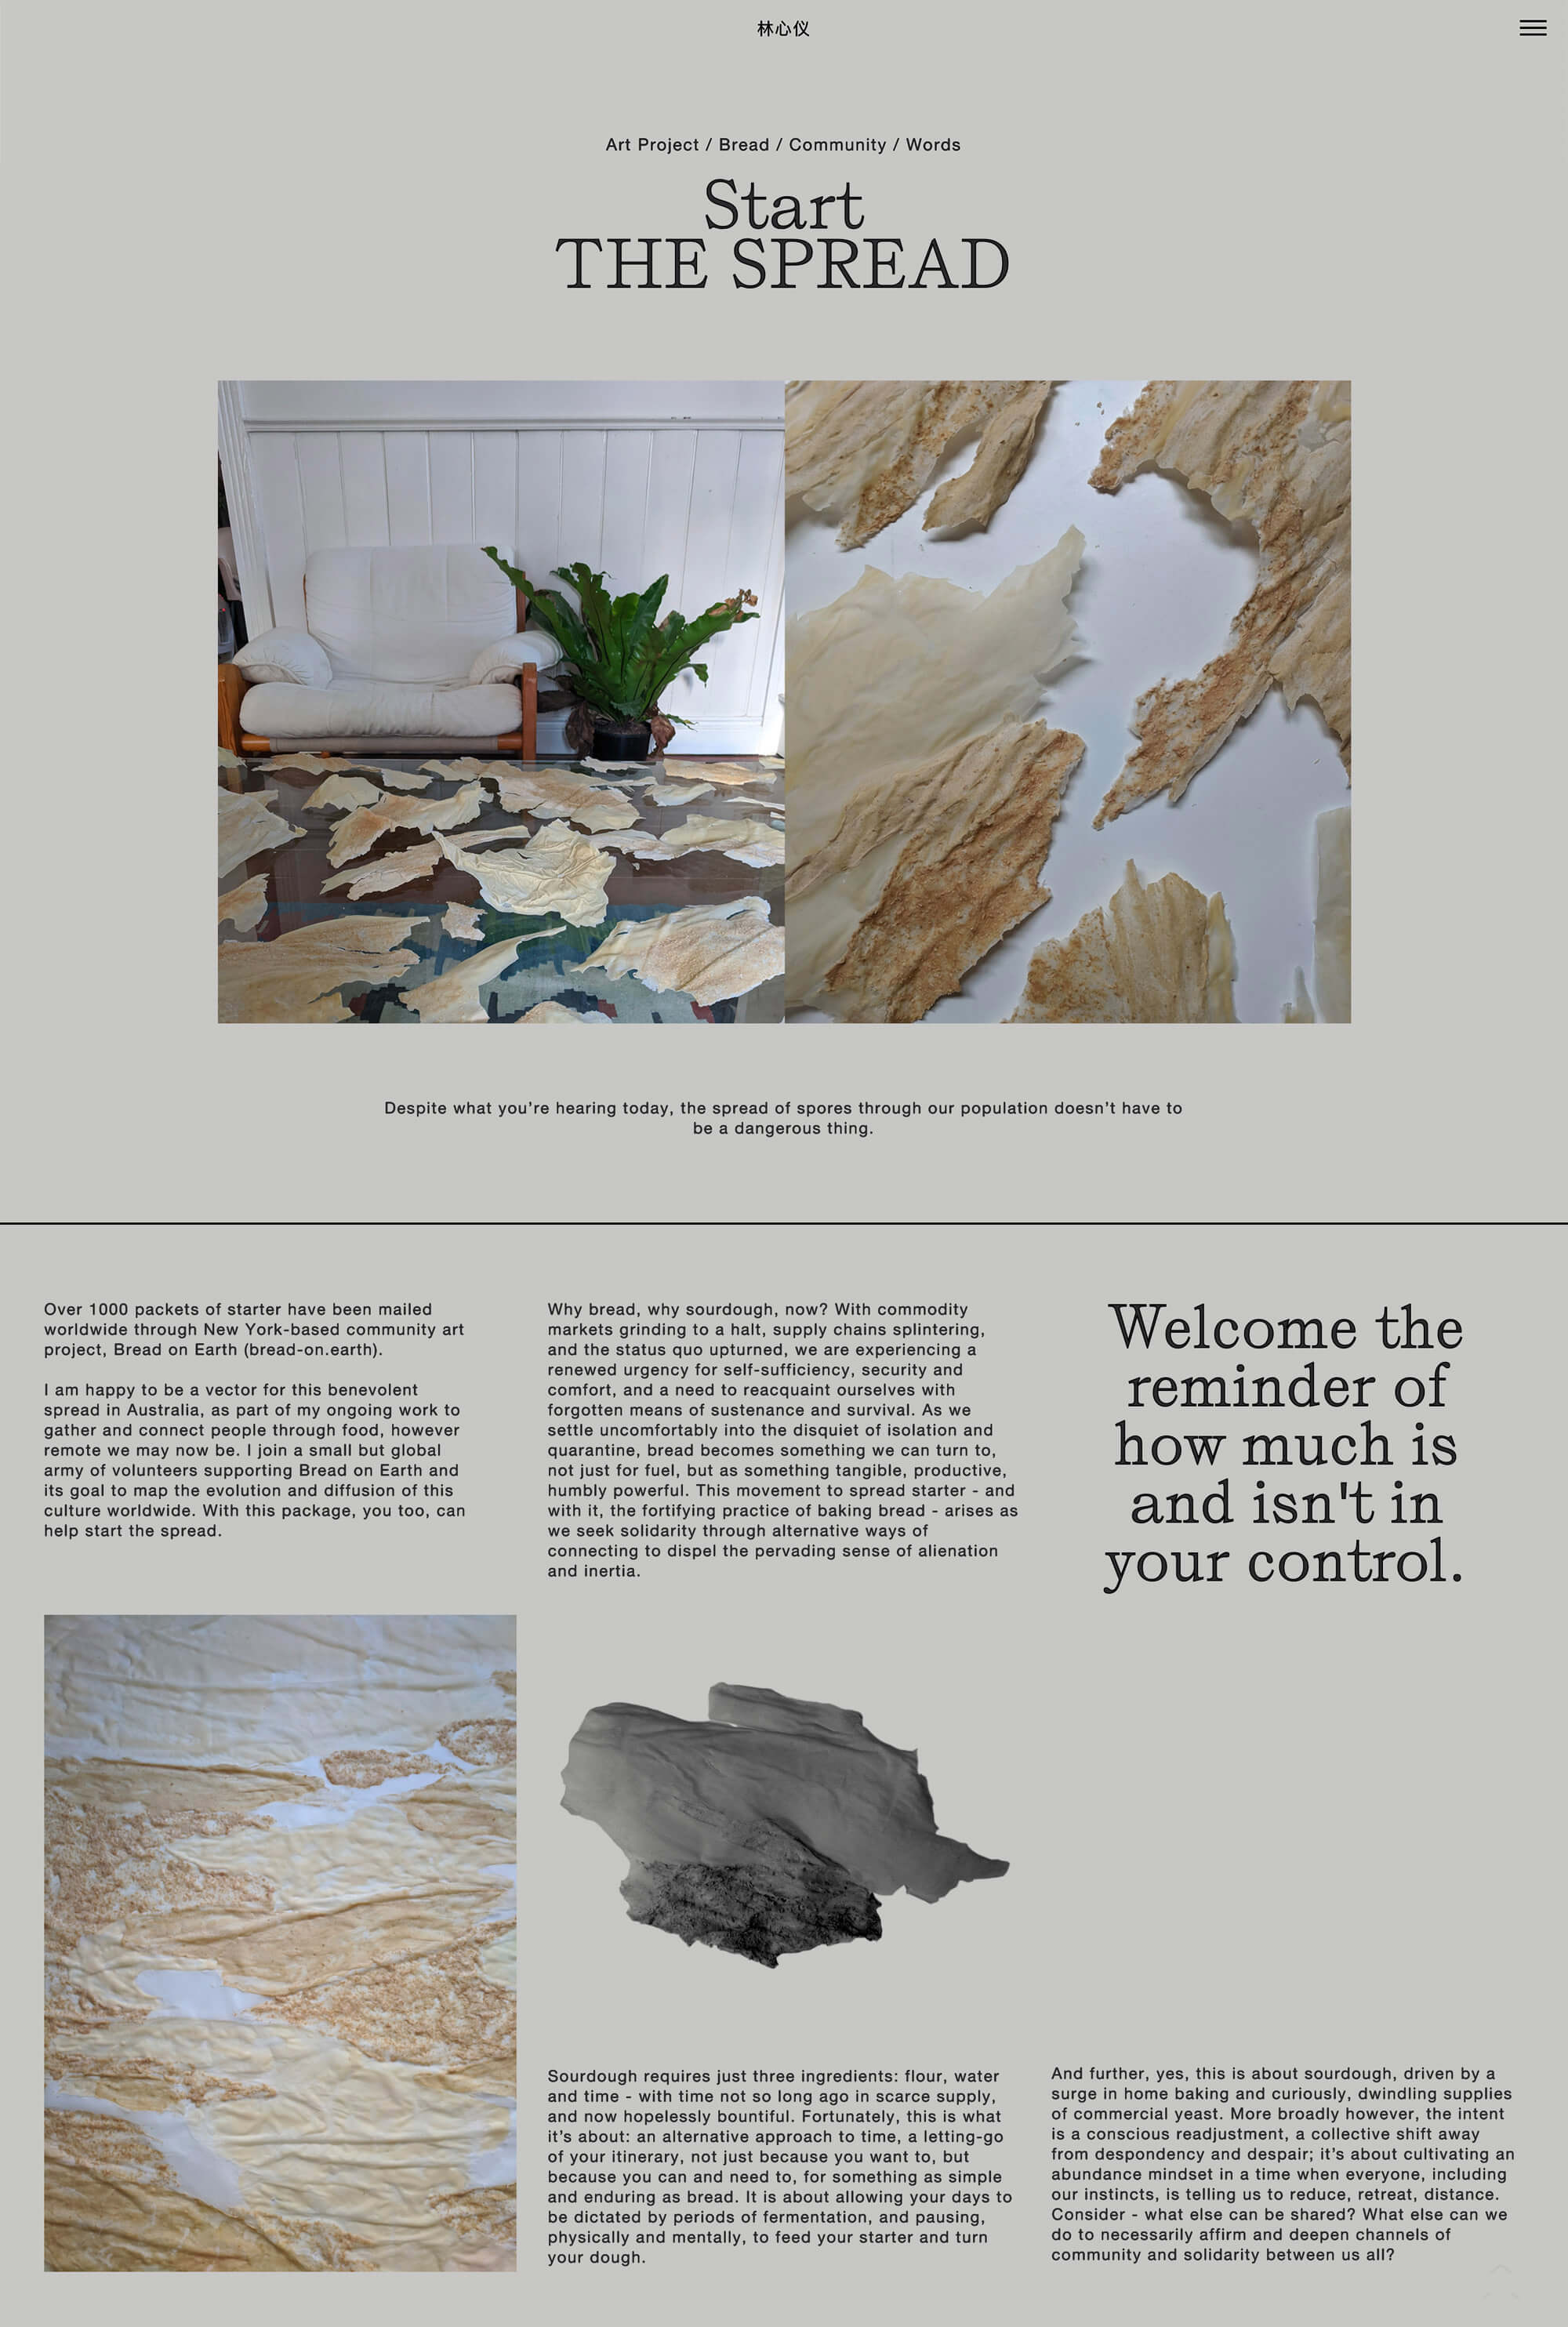 林心仪
Art Project / Bread / Community / Words
Start
THE SPREAD
Despite what you’re hearing today, the spread of spores through our population doesn’t have to
be a dangerous thing.
Over 1000 packets of starter have been mailed
worldwide through New York-based community art
project, Bread on Earth (bread-on.earth).
I am happy to be a vector for this benevolent
spread in Australia, as part of my ongoing work to
gather and connect people through food, however
remote we may now be. I join a small but global
army of volunteers supporting Bread on Earth and
its goal to map the evolution and diffusion of this
culture worldwide. With this package, you too, can
help start the spread.
Why bread, why sourdough, now? With commodity
markets grinding to a halt, supply chains splintering,
and the status quo upturned, we are experiencing a
renewed urgency for self-sufficiency, security and
comfort, and a need to reacquaint ourselves with
forgotten means of sustenance and survival. As we
settle uncomfortably into the disquiet of isolation and
quarantine, bread becomes something we can turn to,
not just for fuel, but as something tangible, productive,
humbly powerful. This movement to spread starter - and
with it, the fortifying practice of baking bread - arises as
we seek solidarity through alternative ways of
connecting to dispel the pervading sense of alienation
and inertia.
Welcome the
reminder of
how much is
and isn't in
your control.
Sourdough requires just three ingredients: flour, water
and time - with time not so long ago in scarce supply,
and now hopelessly bountiful. Fortunately, this is what
it’s about: an alternative approach to time, a letting-go
of your itinerary, not just because you want to, but
because you can and need to, for something as simple
and enduring as bread. It is about allowing your days to
be dictated by periods of fermentation, and pausing,
physically and mentally, to feed your starter and turn
your dough.
And further, yes, this is about sourdough, driven by a
surge in home baking and curiously, dwindling supplies
of commercial yeast. More broadly however, the intent
is a conscious readjustment, a collective shift away
from despondency and despair; it’s about cultivating an
abundance mindset in a time when everyone, including
our instincts, is telling us to reduce, retreat, distance.
Consider - what else can be shared? What else can we
do to necessarily affirm and deepen channels of
community and solidarity between us all?